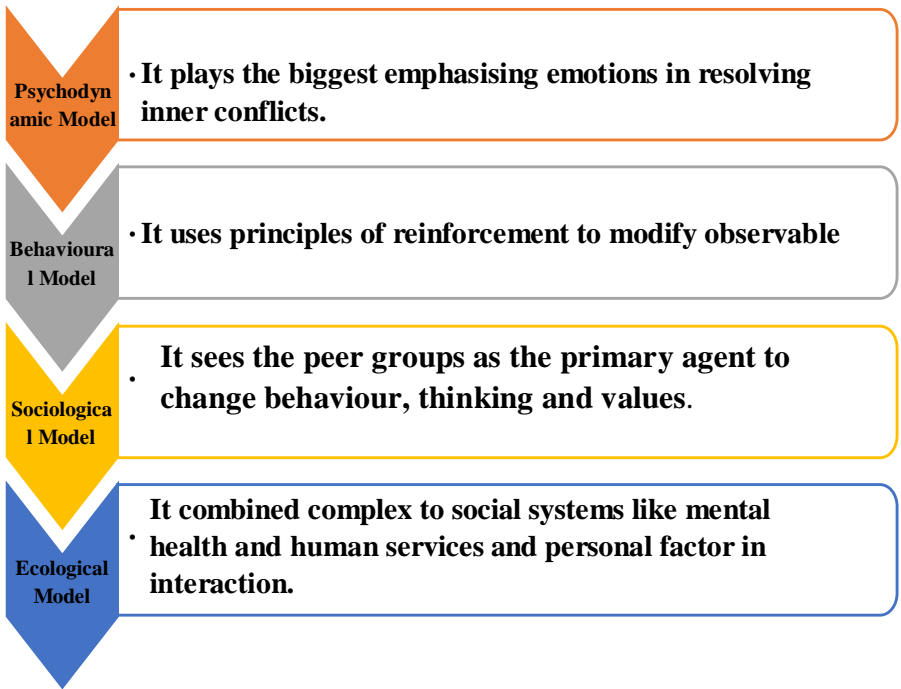 Psychodyn
amic Model
· It plays the biggest emphasising emotions in resolving
inner conflicts.
Behavioura
l Model
· It uses principles of reinforcement to modify observable
Sociologica
l Model
· It sees the peer groups as the primary agent to
change behaviour, thinking and values.
Ecological
Model
· It combined complex to social systems like mental
health and human services and personal factor in
interaction.